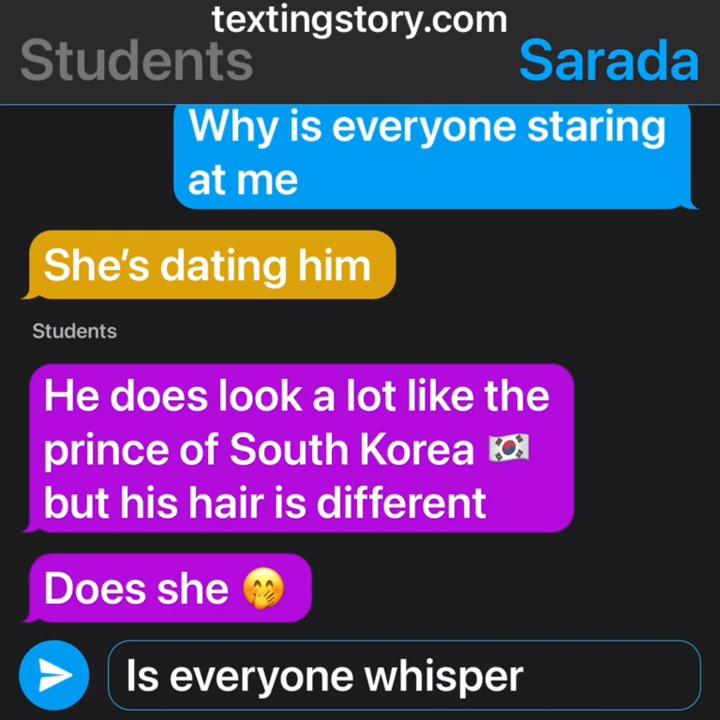 textingstory.com
Students
Sarada
Why is everyone staring
at me
She’s dating him
Students
He does look a lot like the
prince of South Korea 🇰🇷
but his hair is different
Does she 🤭
Is everyone whisper